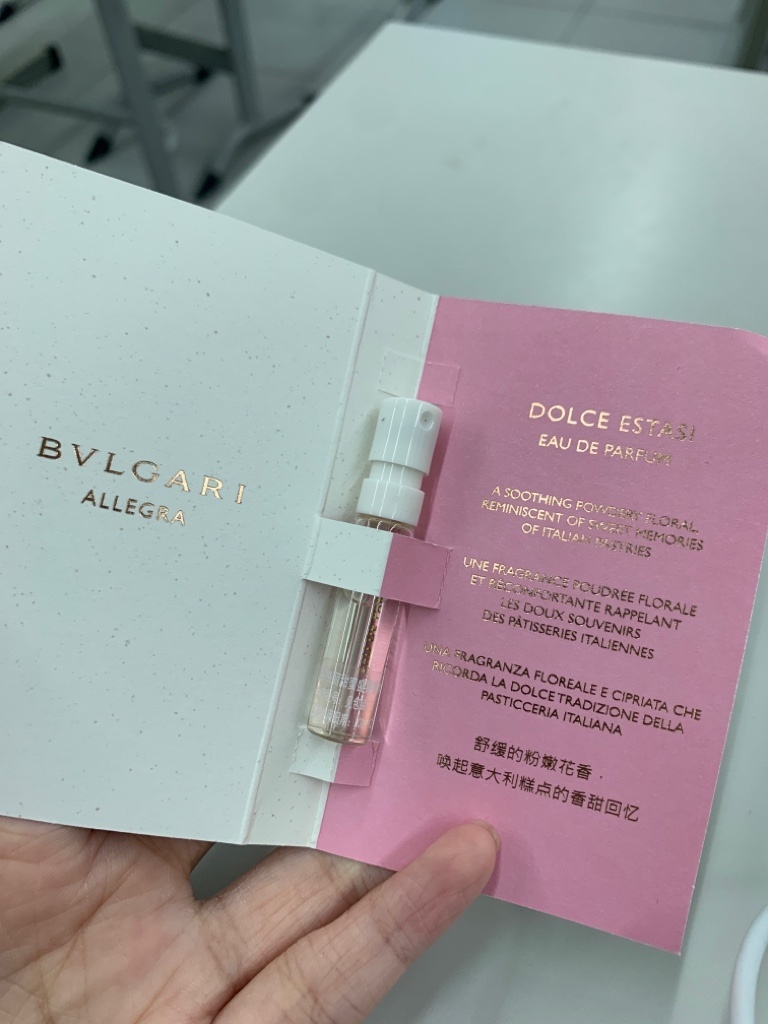 BVLGARI
ALLEGRA
DOLCE ESTASI
EAU DE PARFUM
A SOOTHING POWDERY FLORAL,
REMINISCENT OF SWEET MEMORIES
OF ITALIAN PASTRIES
UNE FRAGRANCE POUDRÉE FLORALE
ET RÉCONFORTANTE RAPPELANT
LES DOUX SOUVENIRS
DES PÂTISSERIES ITALIENNES
UNA FRAGRANZA FLOREALE E CIPRIATA CHE
RICORDA LA DOLCE TRADIZIONE DELLA
PASTICCERIA ITALIANA
舒缓的粉嫩花香，
唤起意大利糕点的香甜回忆